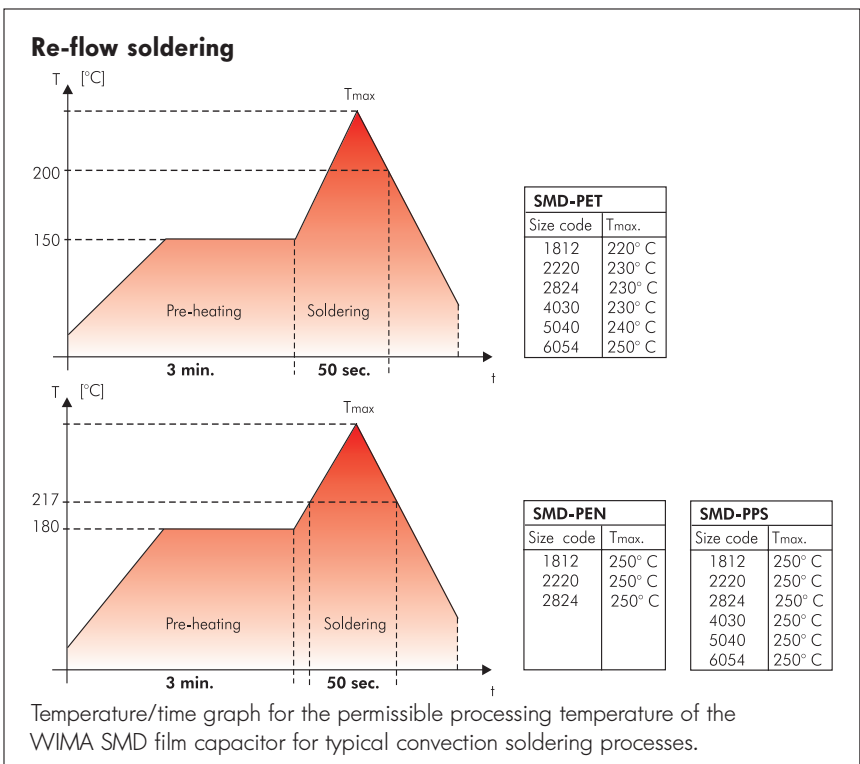 Re-flow soldering
T [°C]
Tmax
200
150
Pre-heating
Soldering
3 min.
50 sec.
t
SMD-PET
Size code Tmax.
1812 220° C
2220 230° C
2824 230° C
4030 230° C
5040 240° C
6054 250° C
T [°C]
Tmax
217
180
Pre-heating
Soldering
3 min.
50 sec.
t
SMD-PEN
Size code Tmax.
1812 250° C
2220 250° C
2824 250° C
SMD-PPS
Size code Tmax.
1812 250° C
2220 250° C
2824 250° C
4030 250° C
5040 250° C
6054 250° C
Temperature/time graph for the permissible processing temperature of the
WIMA SMD film capacitor for typical convection soldering processes.